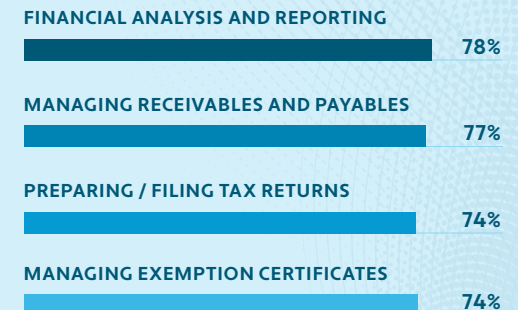 FINANCIAL ANALYSIS AND REPORTING
78%
MANAGING RECEIVABLES AND PAYABLES
77%
PREPARING / FILING TAX RETURNS
74%
MANAGING EXEMPTION CERTIFICATES
74%